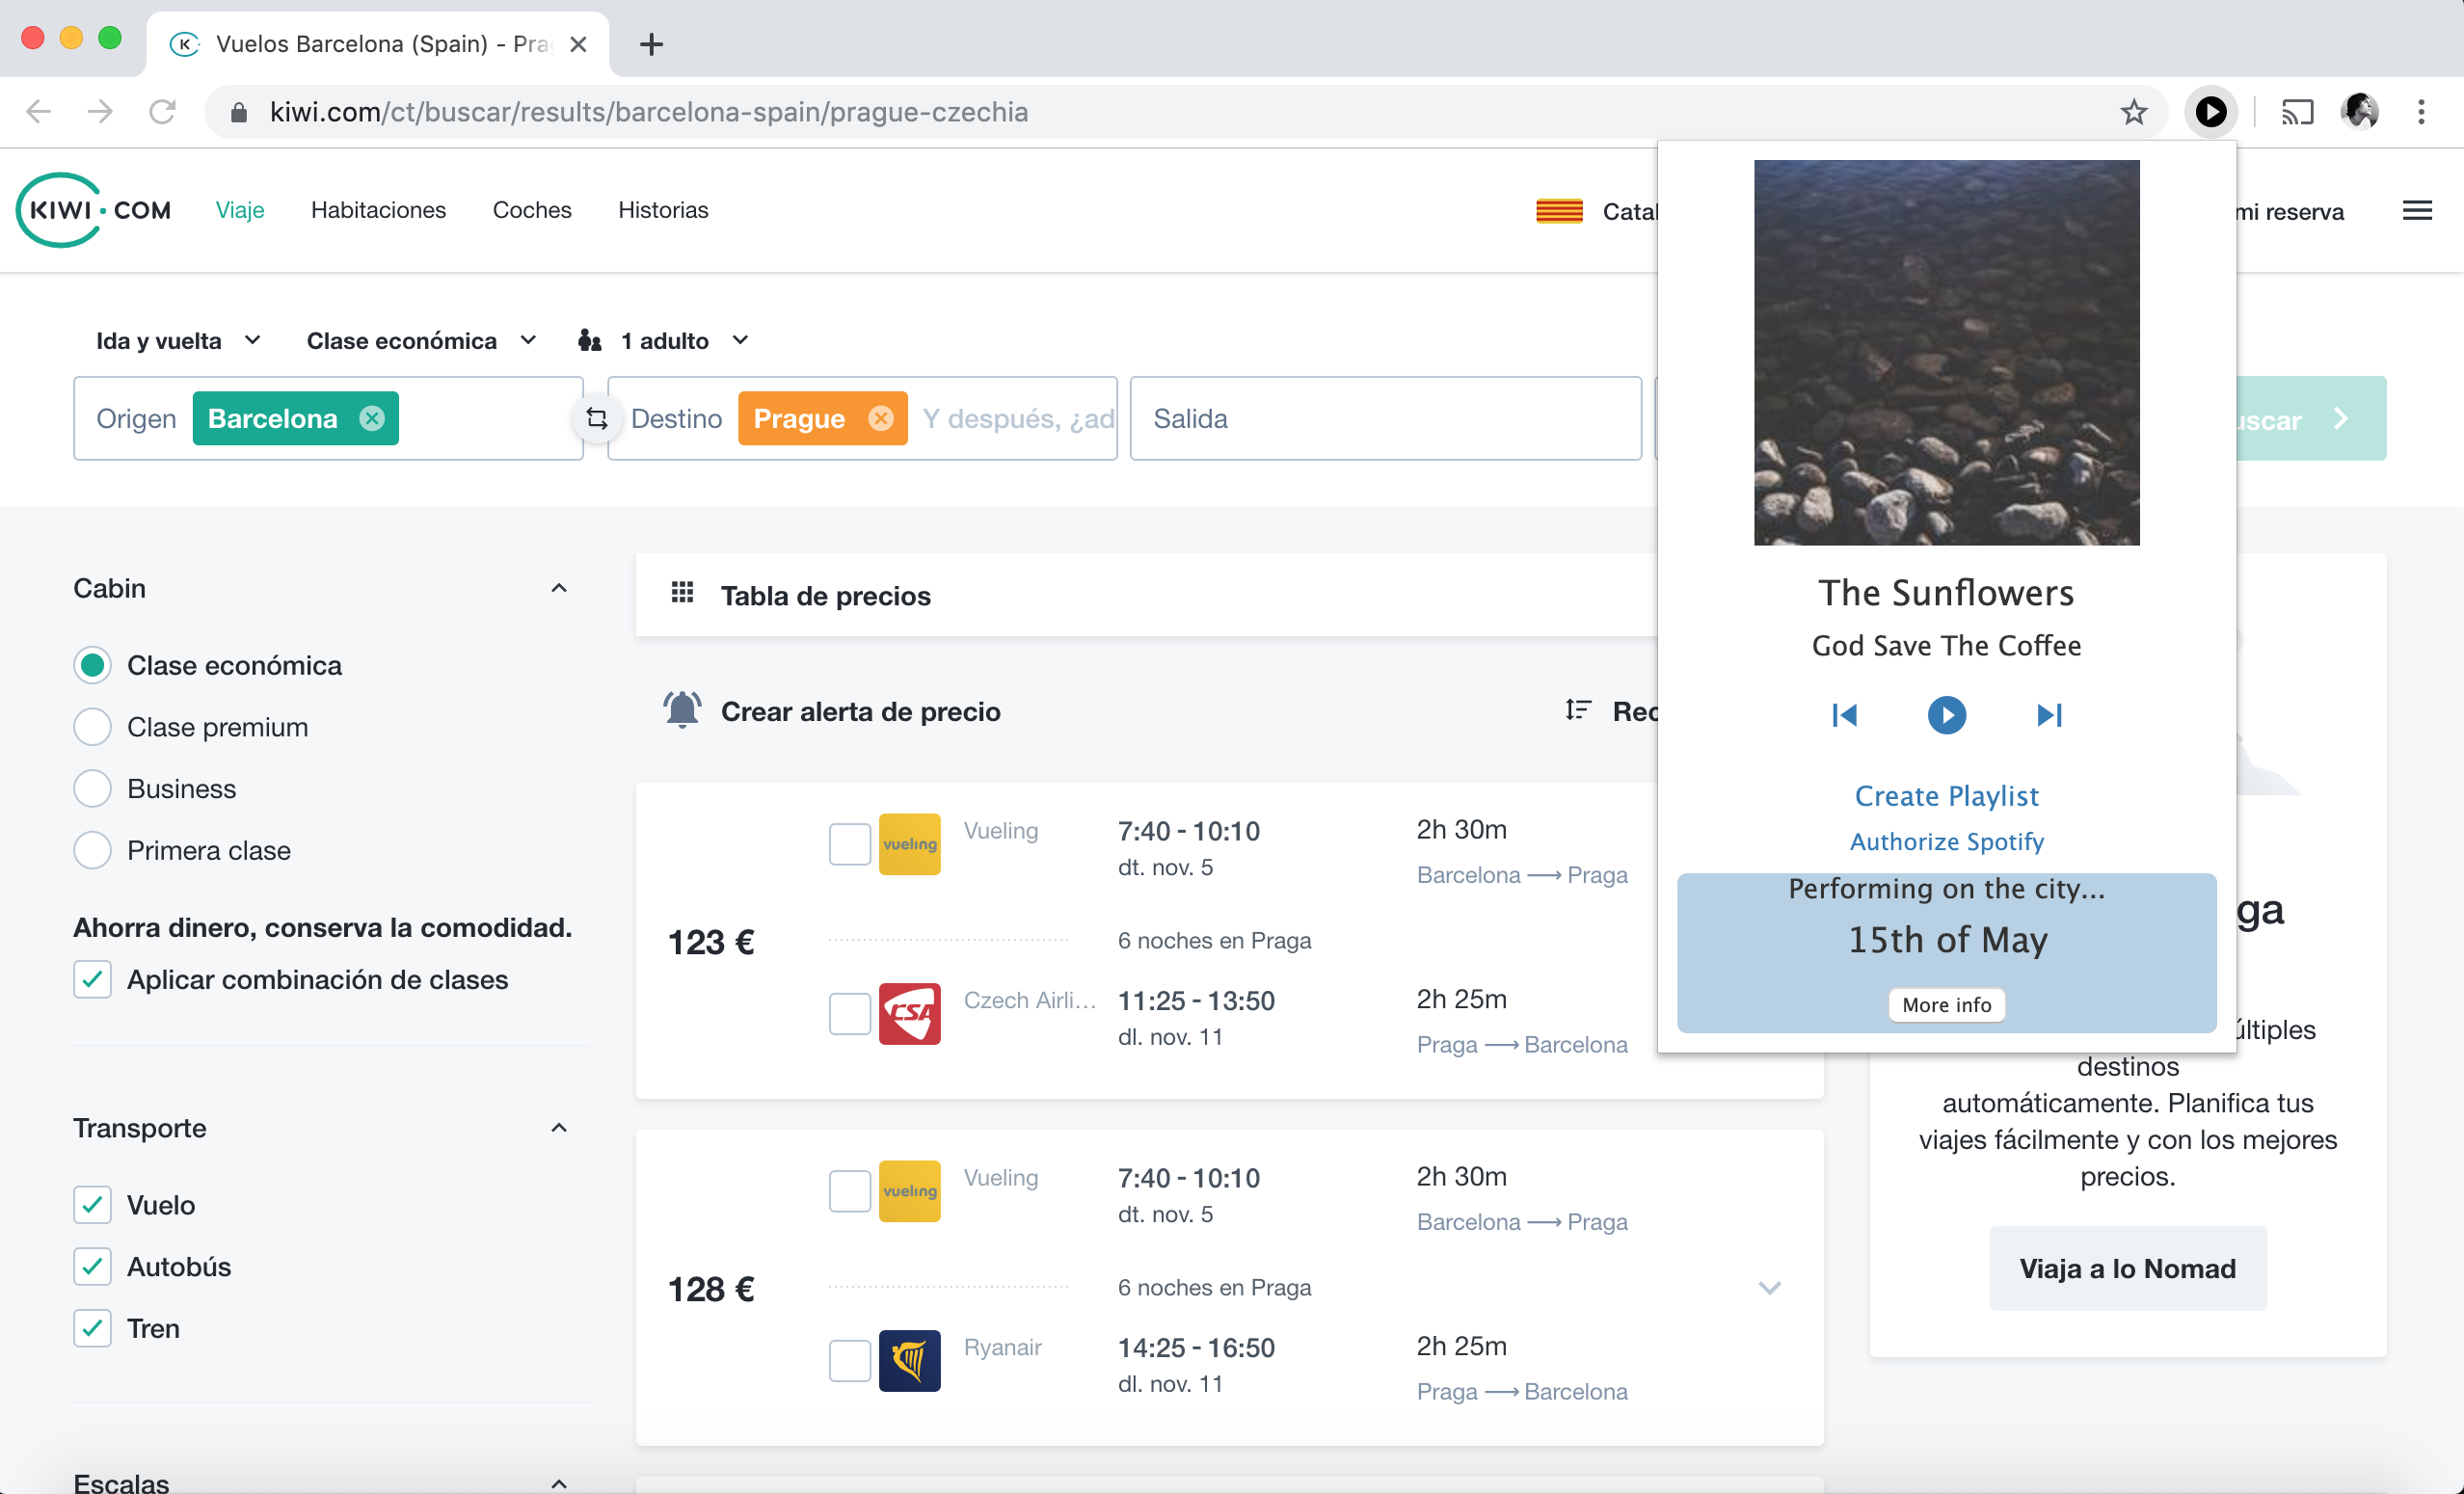 Vuelos Barcelona (Spain) - Pra
kiwi.com/ct/buscar/results/barcelona-spain/prague-czechia
KIWI.COM
Viaje
Habitaciones
Coches
Historias
Catal
mi reserva
Ida y vuelta
Clase económica
1 adulto
Origen Barcelona
Destino Prague Y después, ¿ad
Salida
uscar
Cabin
Clase económica
Clase premium
Business
Primera clase
Ahorra dinero, conserva la comodidad.
Aplicar combinación de clases
Transporte
Vuelo
Autobús
Tren
Escalas
Tabla de precios
Crear alerta de precio
Rec
123 €
vueling
Vueling
7:40 - 10:10
dt. nov. 5
2h 30m
Barcelona → Praga
6 noches en Praga
CSA
Czech Airli...
11:25 - 13:50
dl. nov. 11
2h 25m
Praga → Barcelona
128 €
vueling
Vueling
7:40 - 10:10
dt. nov. 5
2h 30m
Barcelona → Praga
6 noches en Praga
Ryanair
14:25 - 16:50
dl. nov. 11
2h 25m
Praga → Barcelona
The Sunflowers
God Save The Coffee
Create Playlist
Authorize Spotify
Performing on the city...
15th of May
More info
ga
últiples
destinos
automáticamente. Planifica tus
viajes fácilmente y con los mejores
precios.
Viaja a lo Nomad